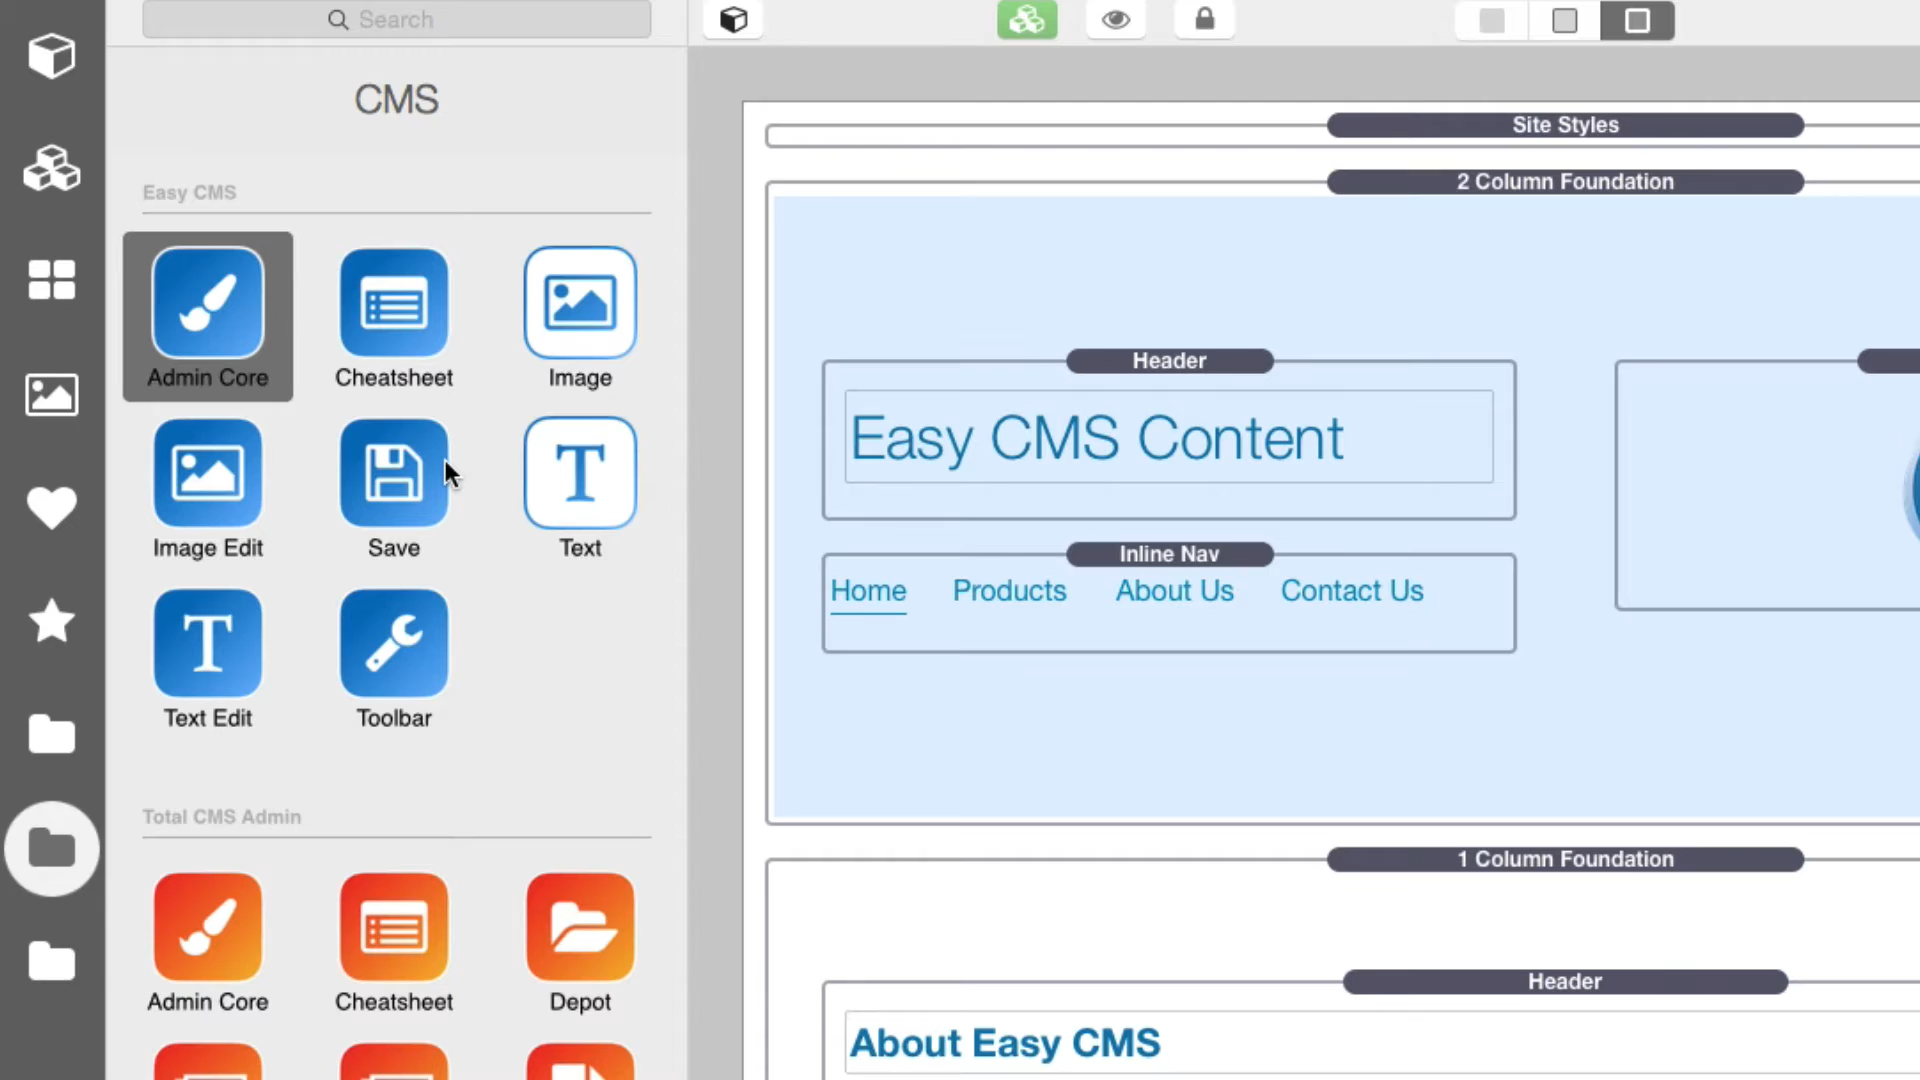 Search
CMS
Easy CMS
Admin Core
Cheatsheet
Image
Image Edit
Save
Text
Text Edit
Toolbar
Total CMS Admin
Admin Core
Cheatsheet
Depot
Site Styles
2 Column Foundation
Header
Easy CMS Content
Inline Nav
Home Products About Us Contact Us
1 Column Foundation
Header
About Easy CMS